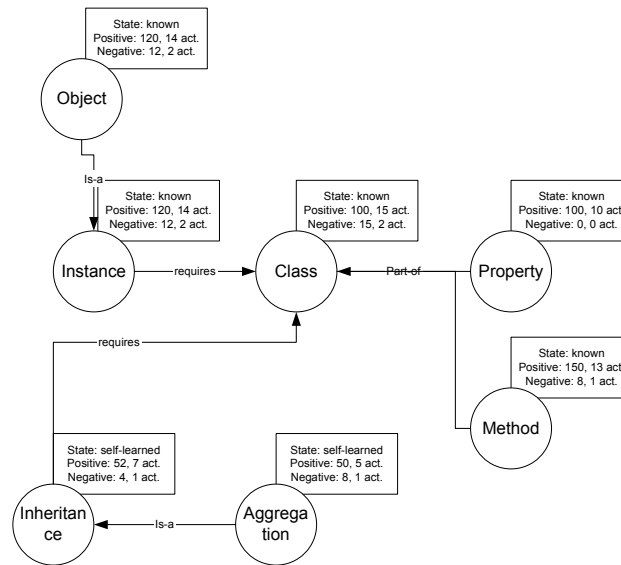 State: known
Positive: 120, 14 act.
Negative: 12, 2 act.
Object
Is-a
State: known
Positive: 120, 14 act.
Negative: 12, 2 act.
Instance
requires
State: known
Positive: 100, 15 act.
Negative: 15, 2 act.
Class
Part-of
State: known
Positive: 100, 10 act.
Negative: 0, 0 act.
Property
requires
State: known
Positive: 150, 13 act.
Negative: 8, 1 act.
Method
State: self-learned
Positive: 52, 7 act.
Negative: 4, 1 act.
Inherita
nce
Is-a
State: self-learned
Positive: 50, 5 act.
Negative: 8, 1 act.
Aggrega
tion